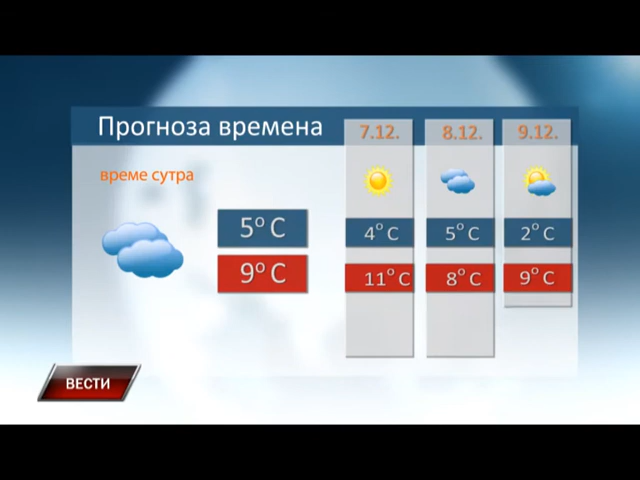 Прогноза времена
време сутра
5° C
9° C
7.12.
4° C
11° C
8.12.
5° C
8° C
9.12.
2° C
9° C
ВЕСТИ